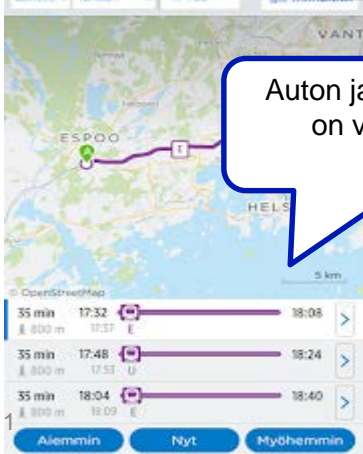 VANT
ESPOO
E
A
HELS
Auton ja
on v
5 km
© OpenStreetMap
35 min 17:32 18:08
800 m 17:37 E
35 min 17:48 18:24
800 m 17:53 U
35 min 18:04 18:40
800 m 18:09 E
1
Aiemmin Nyt Myöhemmin